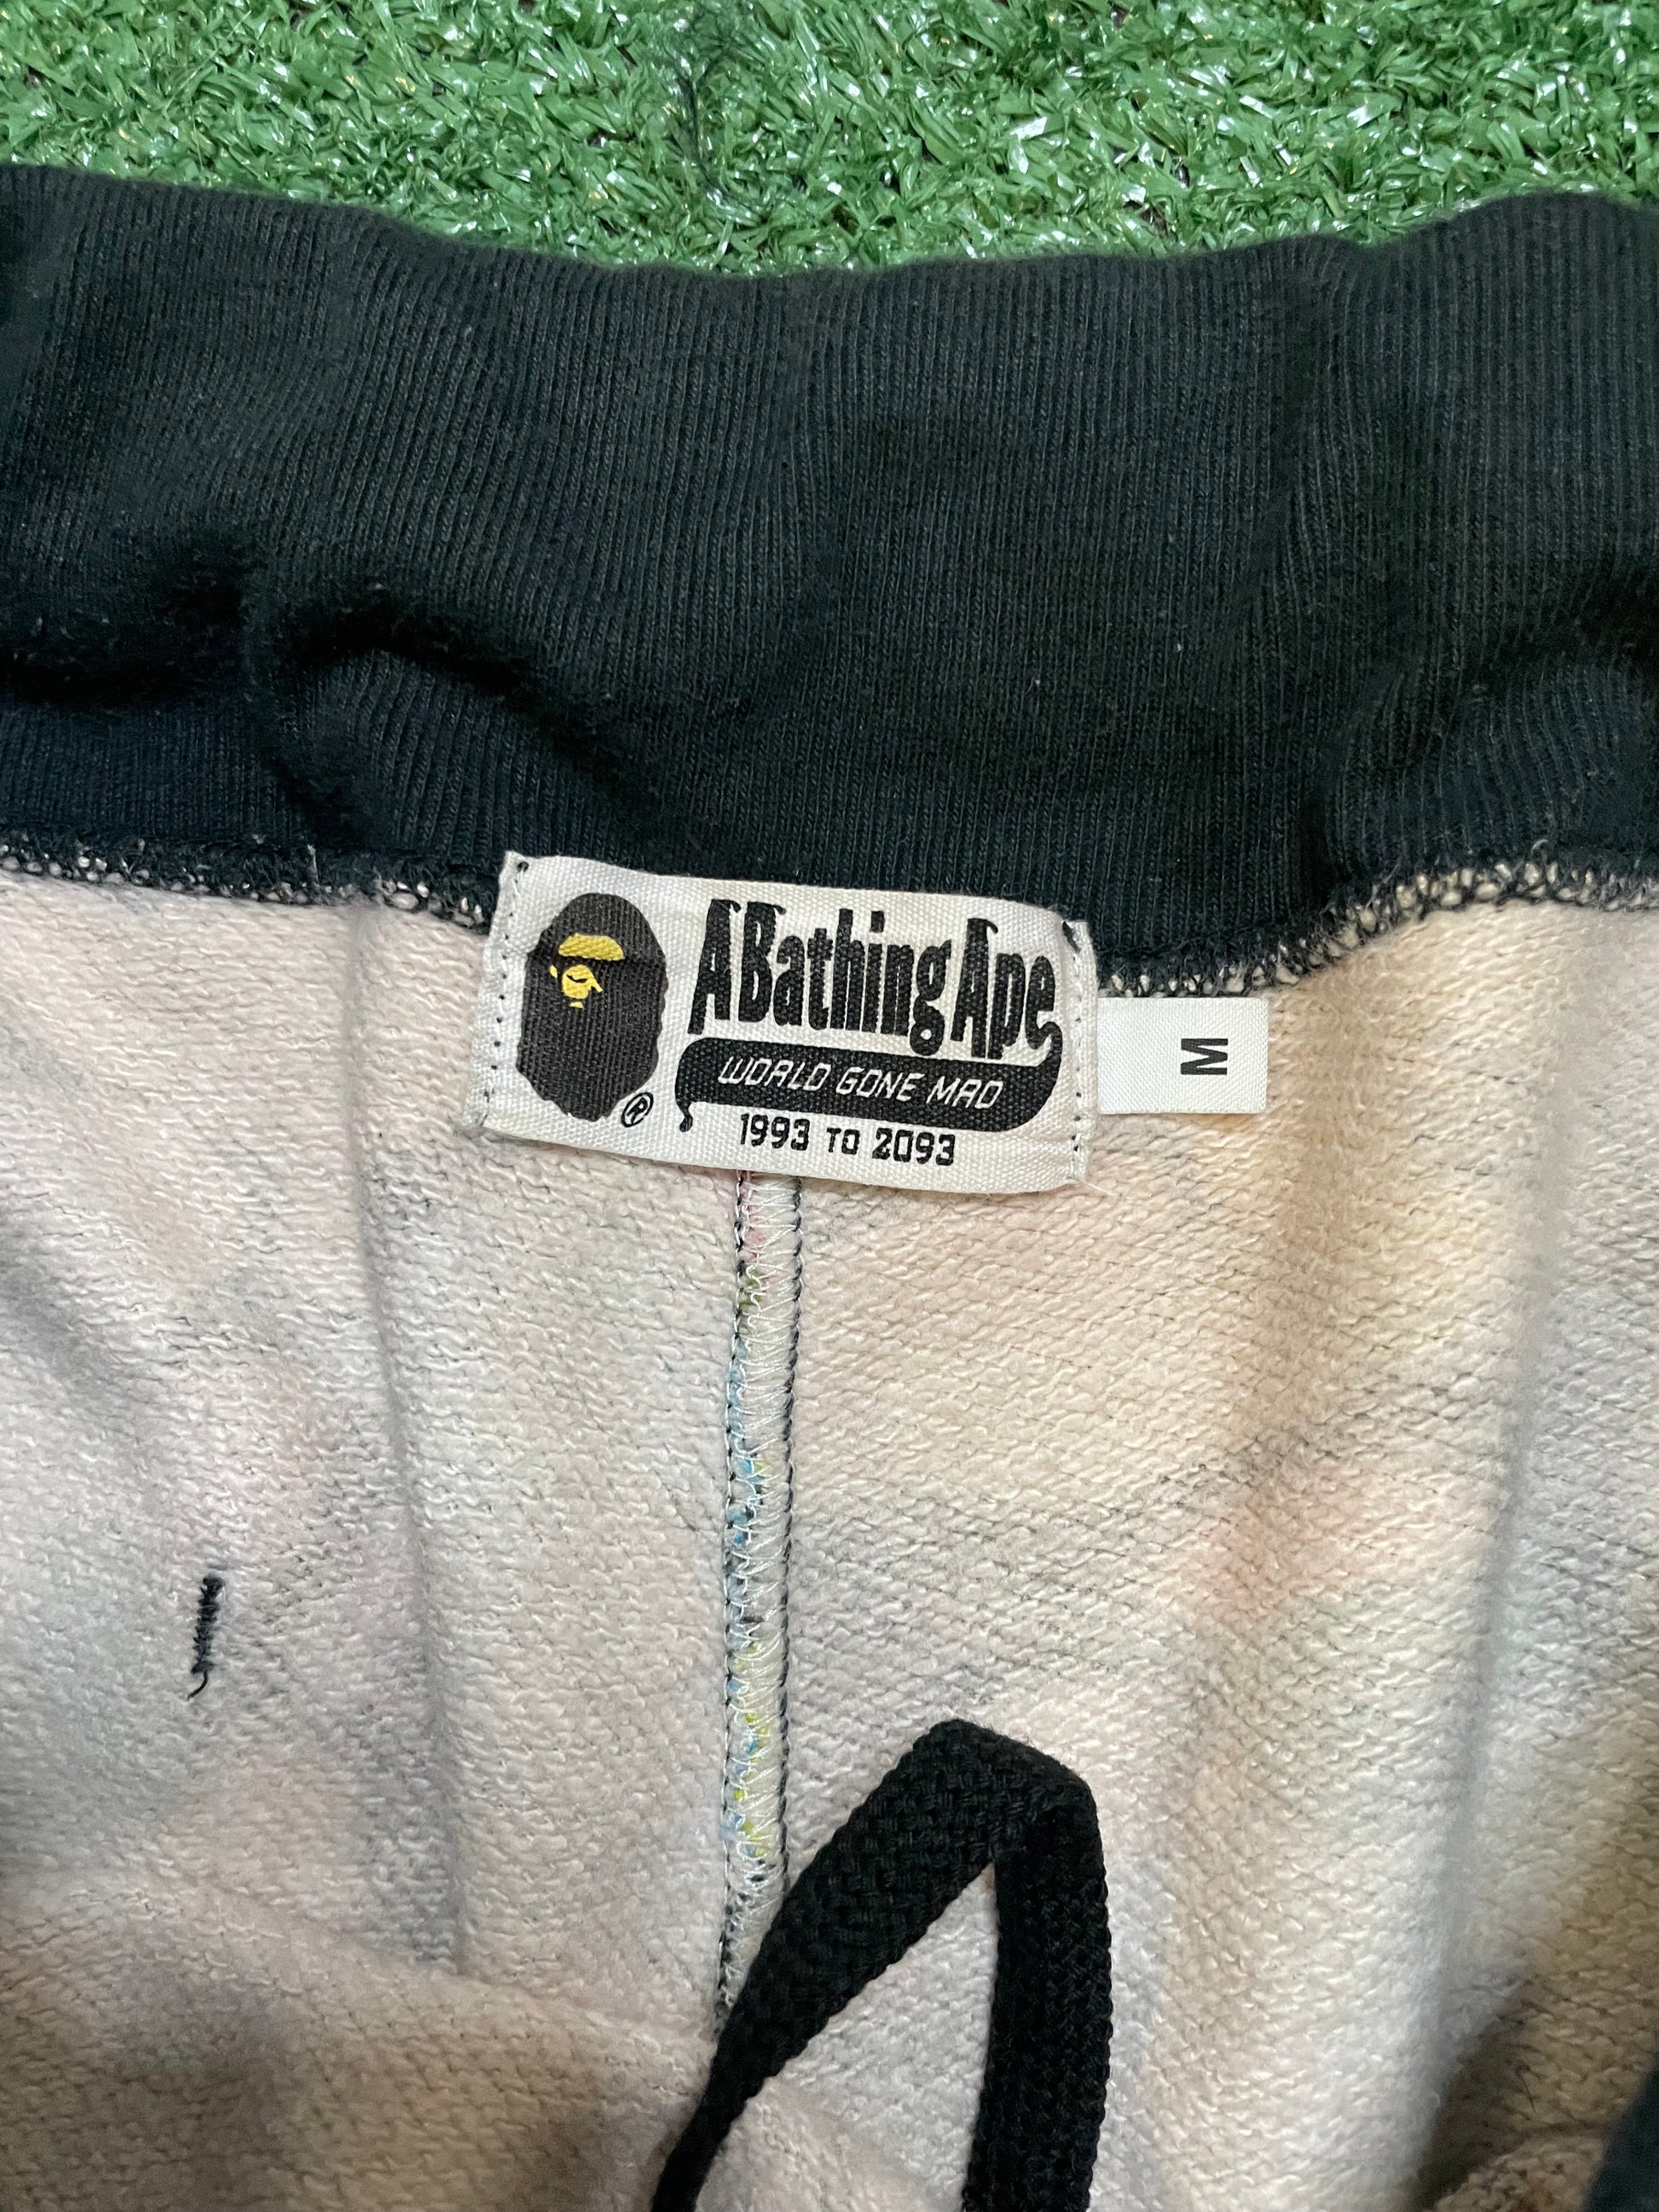 A Bathing Ape
WORLD GONE MAD
®
1993 TO 2093
M